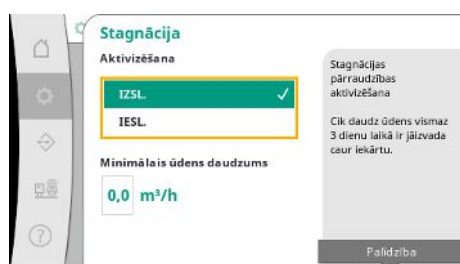 Stagnācija
Aktivizēšana
IZSL.
IESL.
Minimālais ūdens daudzums
0,0 m³/h
Stagnācijas
pārraudzības
aktivizēšana
Cik daudz ūdens vismaz
3 dienu laikā ir jāizvada
caur iekārtu.
Palīdzība